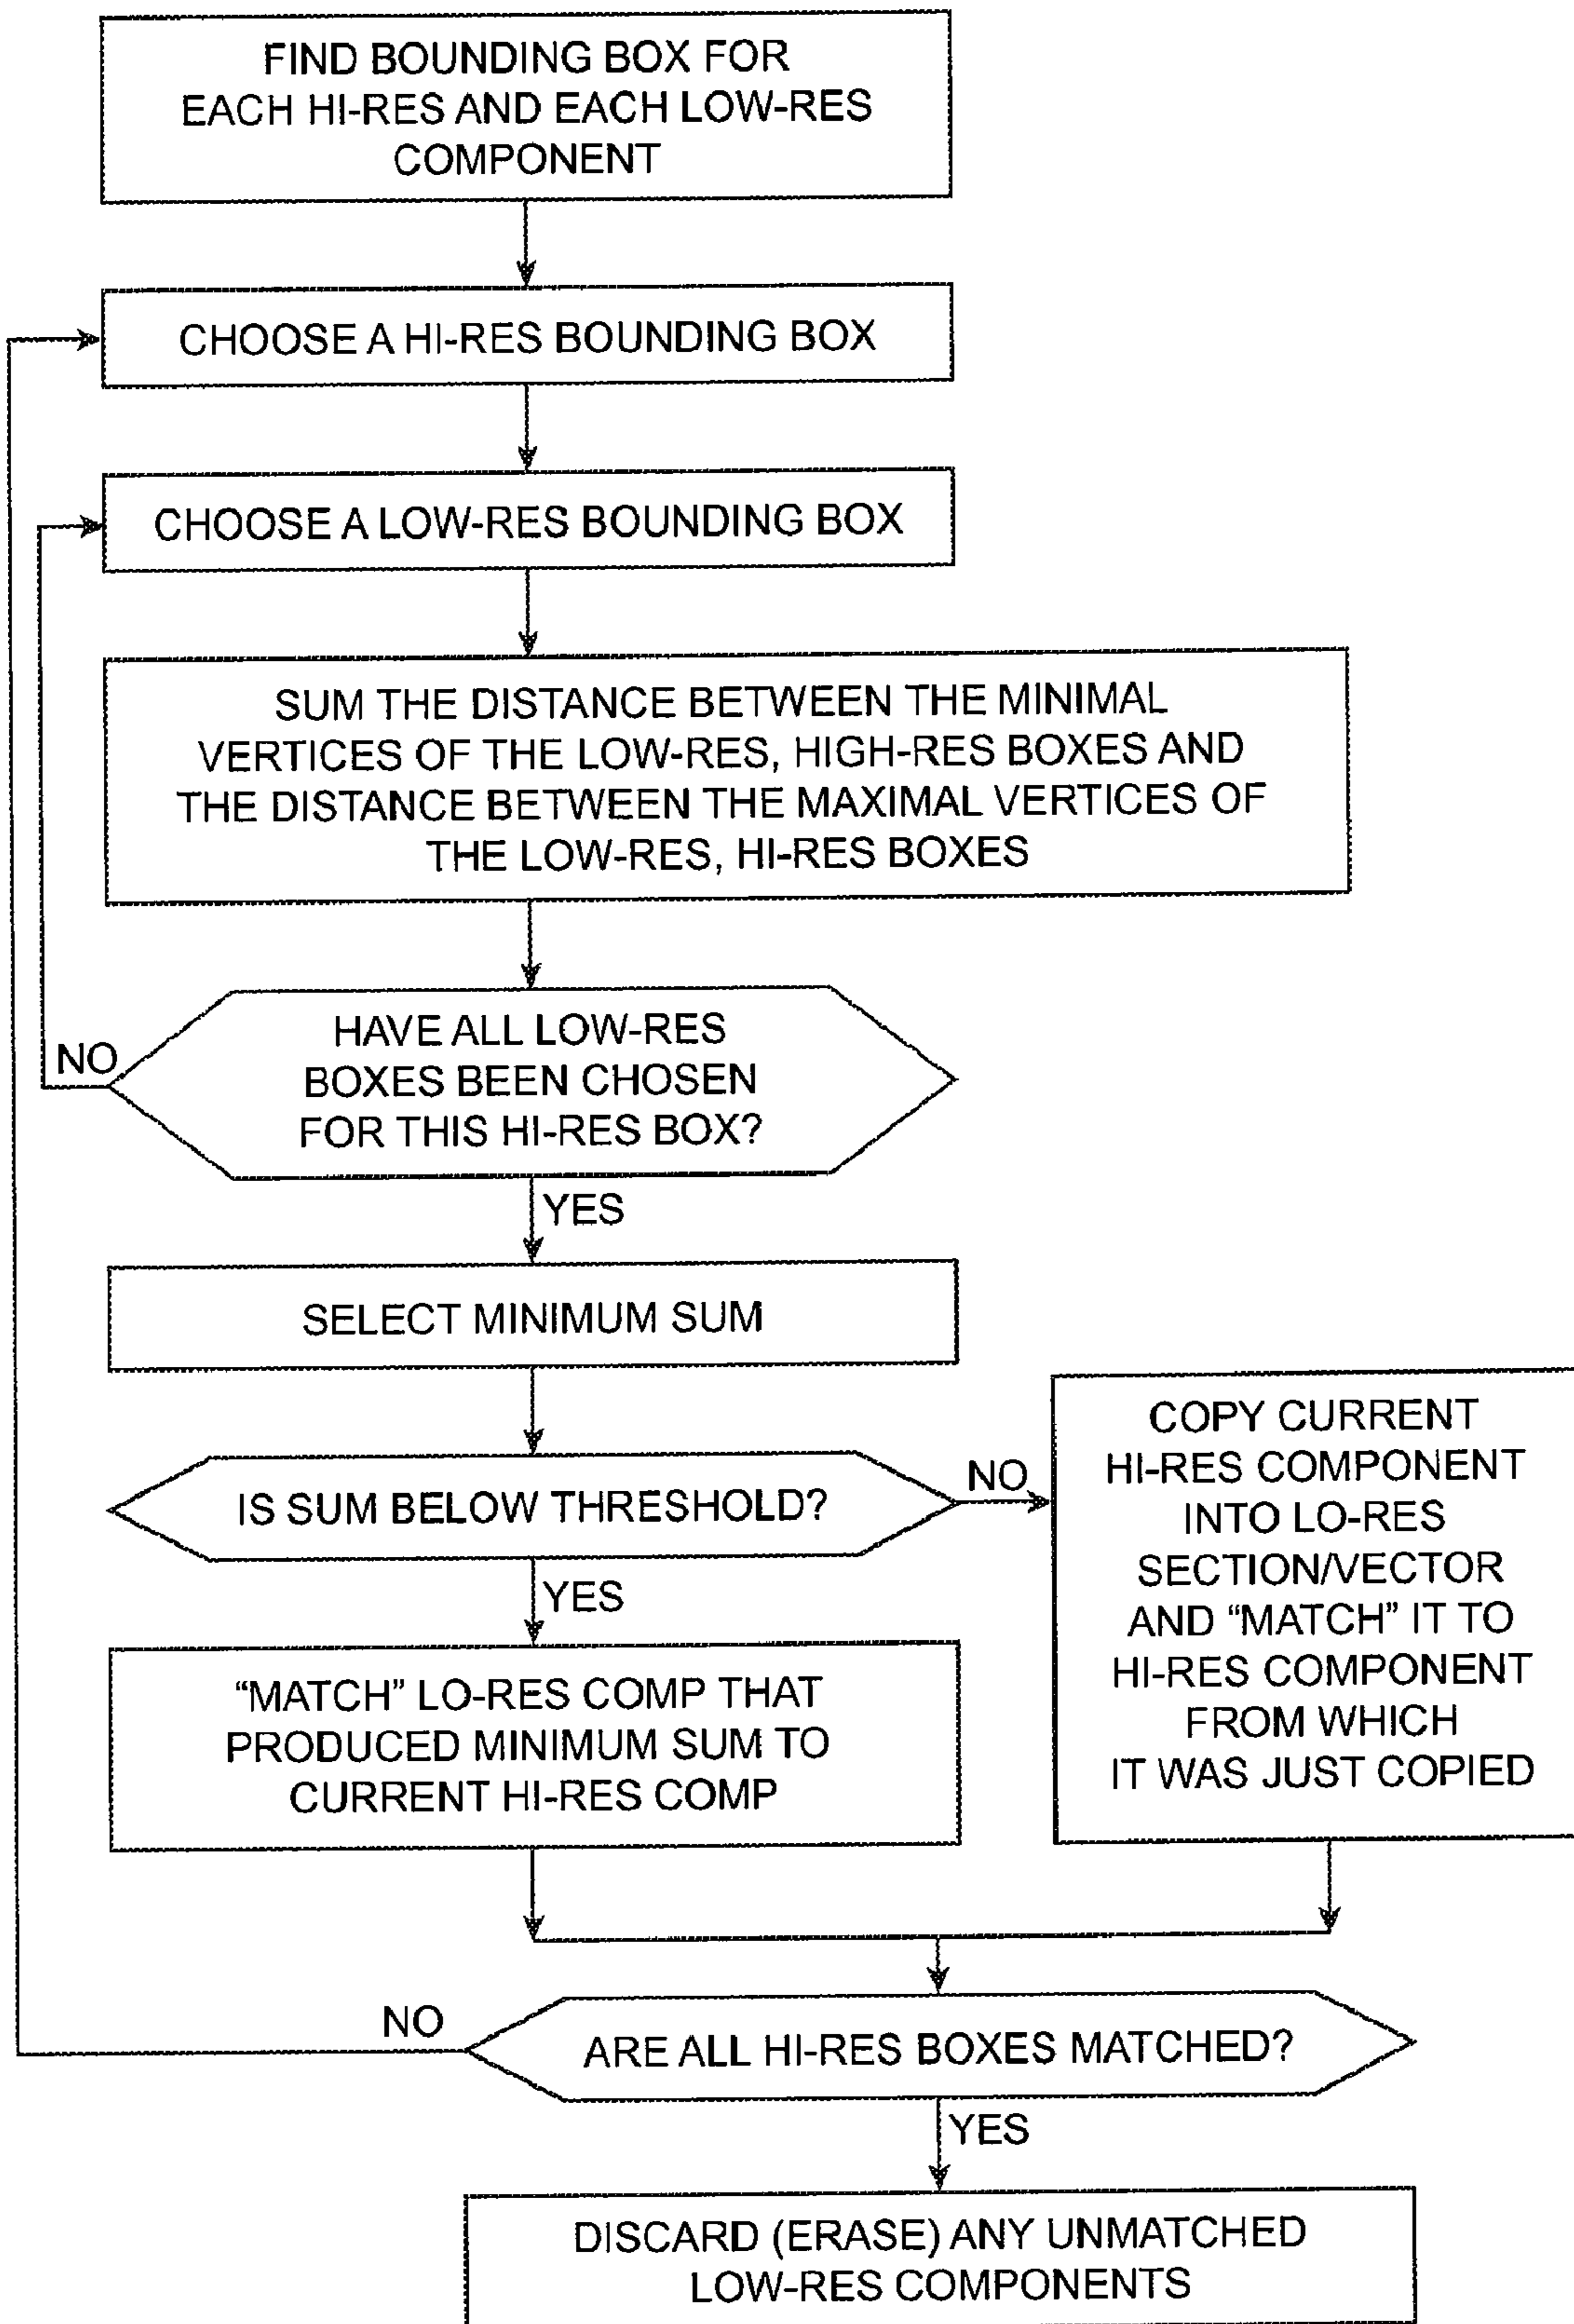 FIND BOUNDING BOX FOR
EACH HI-RES AND EACH LOW-RES
COMPONENT
CHOOSE A HI-RES BOUNDING BOX
CHOOSE A LOW-RES BOUNDING BOX
SUM THE DISTANCE BETWEEN THE MINIMAL
VERTICES OF THE LOW-RES, HIGH-RES BOXES AND
THE DISTANCE BETWEEN THE MAXIMAL VERTICES OF
THE LOW-RES, HI-RES BOXES
HAVE ALL LOW-RES
BOXES BEEN CHOSEN
FOR THIS HI-RES BOX?
NO
YES
SELECT MINIMUM SUM
IS SUM BELOW THRESHOLD?
NO
YES
COPY CURRENT
HI-RES COMPONENT
INTO LO-RES
SECTION/VECTOR
AND “MATCH” IT TO
HI-RES COMPONENT
FROM WHICH
IT WAS JUST COPIED
“MATCH” LO-RES COMP THAT
PRODUCED MINIMUM SUM TO
CURRENT HI-RES COMP
NO
ARE ALL HI-RES BOXES MATCHED?
YES
DISCARD (ERASE) ANY UNMATCHED
LOW-RES COMPONENTS